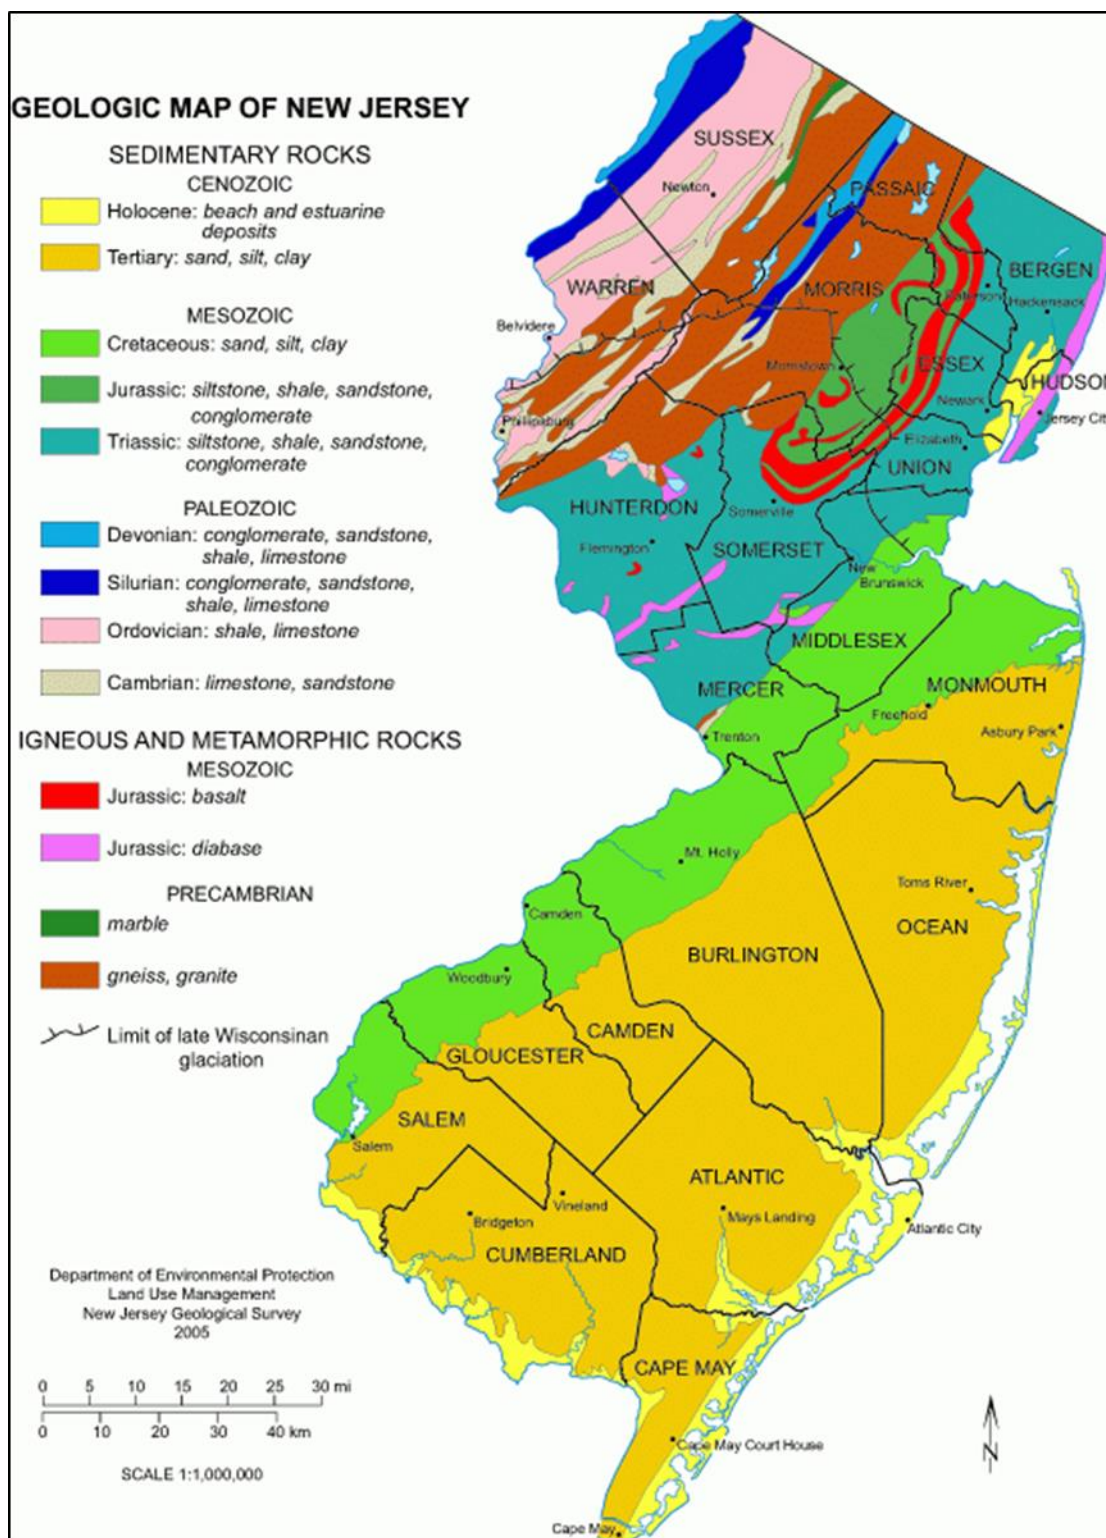 GEOLOGIC MAP OF NEW JERSEY
SEDIMENTARY ROCKS
CENOZOIC
Holocene: beach and estuarine
deposits
Tertiary: sand, silt, clay
MESOZOIC
Cretaceous: sand, silt, clay
Jurassic: siltstone, shale, sandstone,
conglomerate
Triassic: siltstone, shale, sandstone,
conglomerate
PALEOZOIC
Devonian: conglomerate, sandstone,
shale, limestone
Silurian: conglomerate, sandstone,
shale, limestone
Ordovician: shale, limestone
Cambrian: limestone, sandstone
IGNEOUS AND METAMORPHIC ROCKS
MESOZOIC
Jurassic: basalt
Jurassic: diabase
PRECAMBRIAN
marble
gneiss, granite
Limit of late Wisconsinan
glaciation
Department of Environmental Protection
Land Use Management
New Jersey Geological Survey
2005
0 5 10 15 20 25 30 mi
0 10 20 30 40 km
SCALE 1:1,000,000
SUSSEX
Newton
PASSAIC
WARREN
MORRIS
BERGEN
Paterson
Hackensack
Belvidere
Morristown
ESSEX
HUDSON
Newark
Jersey City
Phillipsburg
Elizabeth
UNION
HUNTERDON
Somerville
Flemington
SOMERSET
New
Brunswick
MIDDLESEX
MERCER
MONMOUTH
Freehold
Trenton
Asbury Park
Mt. Holly
Toms River
Camden
OCEAN
BURLINGTON
Woodbury
CAMDEN
GLOUCESTER
SALEM
Salem
ATLANTIC
Vineland
Mays Landing
Bridgeton
Atlantic City
CUMBERLAND
CAPE MAY
Cape May Court House
N
Cape May